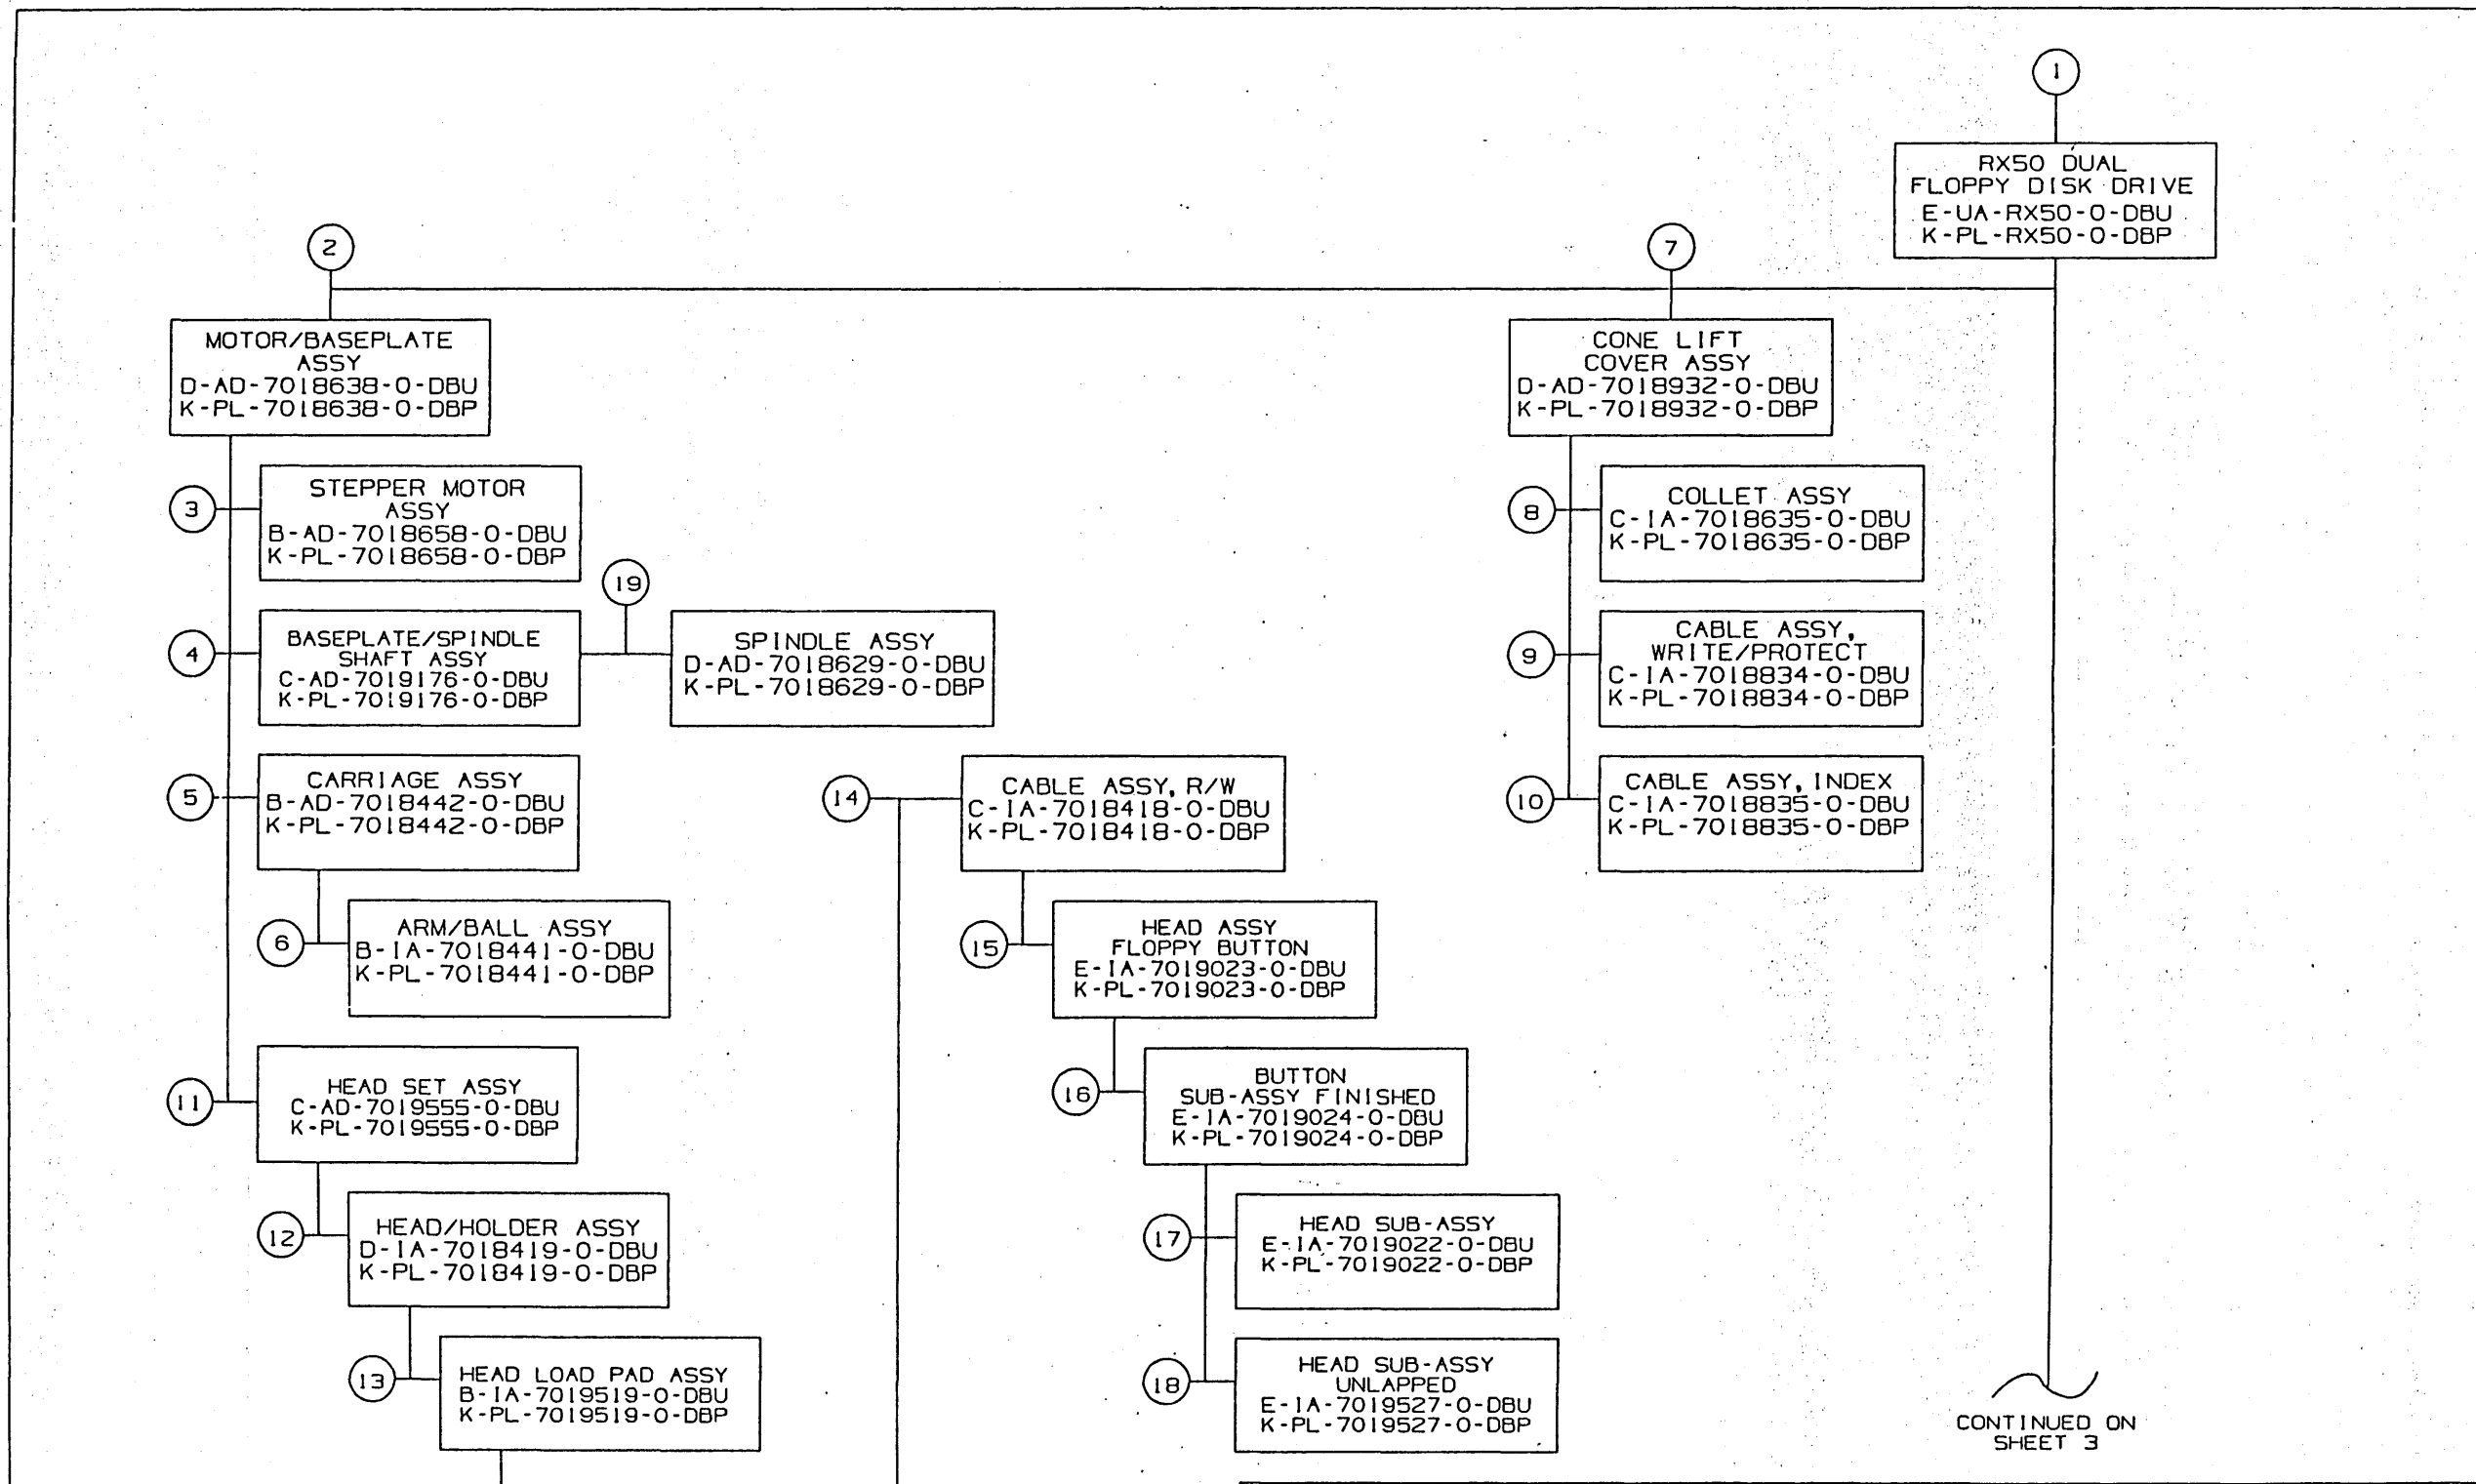 1
RX50 DUAL
FLOPPY DISK DRIVE
E-UA-RX50-0-DBU
K-PL-RX50-0-DBP
2
MOTOR/BASEPLATE
ASSY
D-AD-7018638-0-DBU
K-PL-7018638-0-DBP
7
CONE LIFT
COVER ASSY
D-AD-7018932-0-DBU
K-PL-7018932-0-DBP
3
STEPPER MOTOR
ASSY
B-AD-7018658-0-DBU
K-PL-7018658-0-DBP
8
COLLET ASSY
C-IA-7018635-0-DBU
K-PL-7018635-0-DBP
4
BASEPLATE/SPINDLE
SHAFT ASSY
C-AD-7019176-0-DBU
K-PL-7019176-0-DBP
19
SPINDLE ASSY
D-AD-7018629-0-DBU
K-PL-7018629-0-DBP
9
CABLE ASSY,
WRITE/PROTECT
C-IA-7018834-0-DBU
K-PL-7018834-0-DBP
5
CARRIAGE ASSY
B-AD-7018442-0-DBU
K-PL-7018442-0-DBP
14
CABLE ASSY, R/W
C-IA-7018418-0-DBU
K-PL-7018418-0-DBP
10
CABLE ASSY, INDEX
C-IA-7018835-0-DBU
K-PL-7018835-0-DBP
6
ARM/BALL ASSY
B-IA-7018441-0-DBU
K-PL-7018441-0-DBP
15
HEAD ASSY
FLOPPY BUTTON
E-IA-7019023-0-DBU
K-PL-7019023-0-DBP
11
HEAD SET ASSY
C-AD-7019555-0-DBU
K-PL-7019555-0-DBP
16
BUTTON
SUB-ASSY FINISHED
E-IA-7019024-0-DBU
K-PL-7019024-0-DBP
12
HEAD/HOLDER ASSY
D-IA-7018419-0-DBU
K-PL-7018419-0-DBP
17
HEAD SUB-ASSY
E-IA-7019022-0-DBU
K-PL-7019022-0-DBP
13
HEAD LOAD PAD ASSY
B-IA-7019519-0-DBU
K-PL-7019519-0-DBP
18
HEAD SUB-ASSY
UNLAPPED
E-IA-7019527-0-DBU
K-PL-7019527-0-DBP
CONTINUED ON
SHEET 3